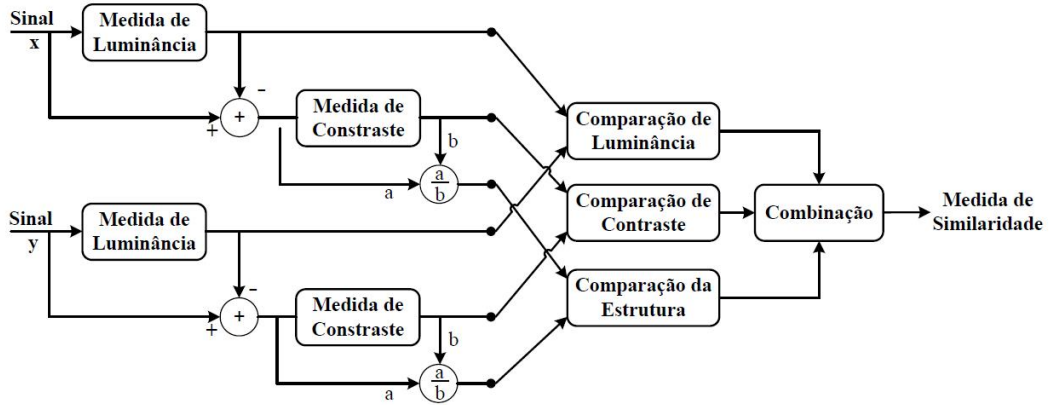 Sinal
x
Medida de
Luminância
-
+
+
Medida de
Constraste
b
a
a
b
Sinal
y
Medida de
Luminância
-
+
+
Medida de
Constraste
b
a
a
b
Comparação de
Luminância
Comparação de
Contraste
Comparação da
Estrutura
Combinação
Medida de
Similaridade